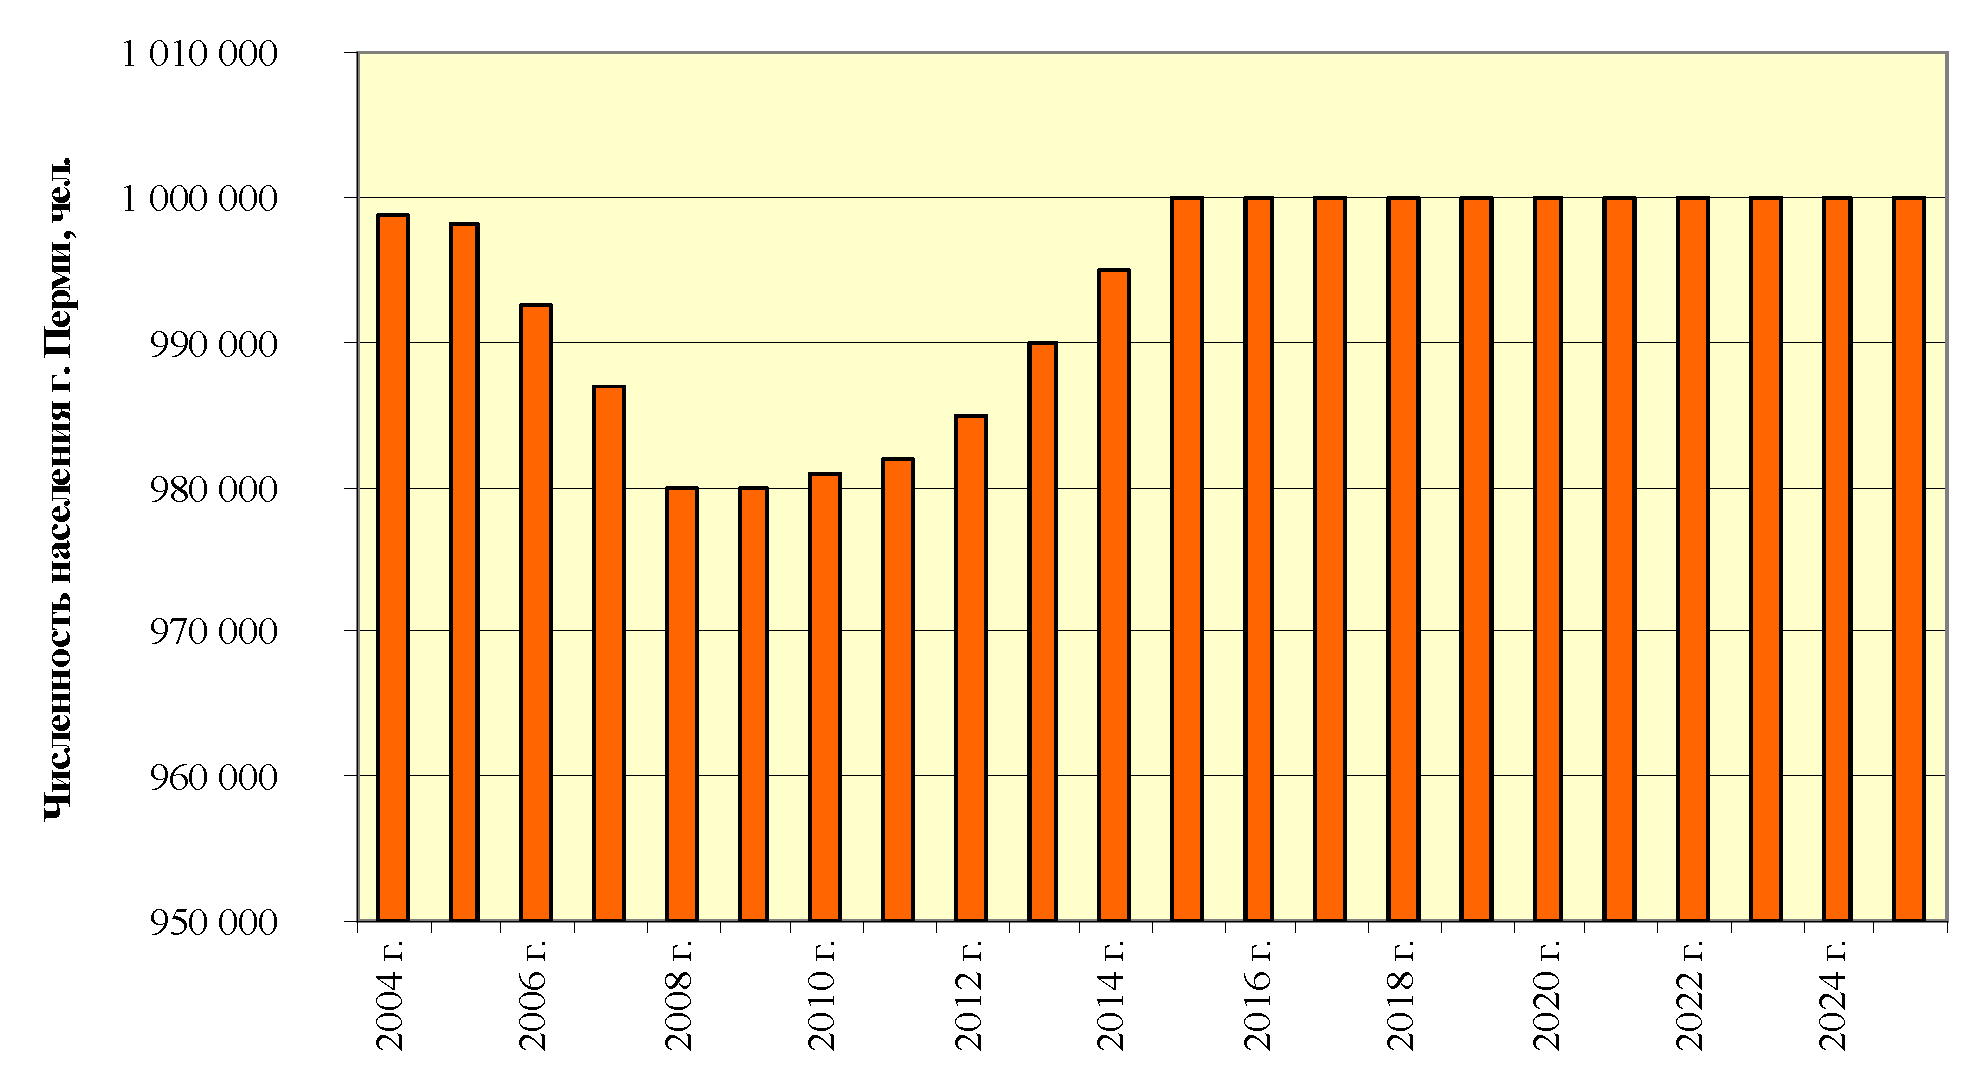 Численность населения г. Перми, чел.
1 010 000
1 000 000
990 000
980 000
970 000
960 000
950 000
2004 г.
2006 г.
2008 г.
2010 г.
2012 г.
2014 г.
2016 г.
2018 г.
2020 г.
2022 г.
2024 г.